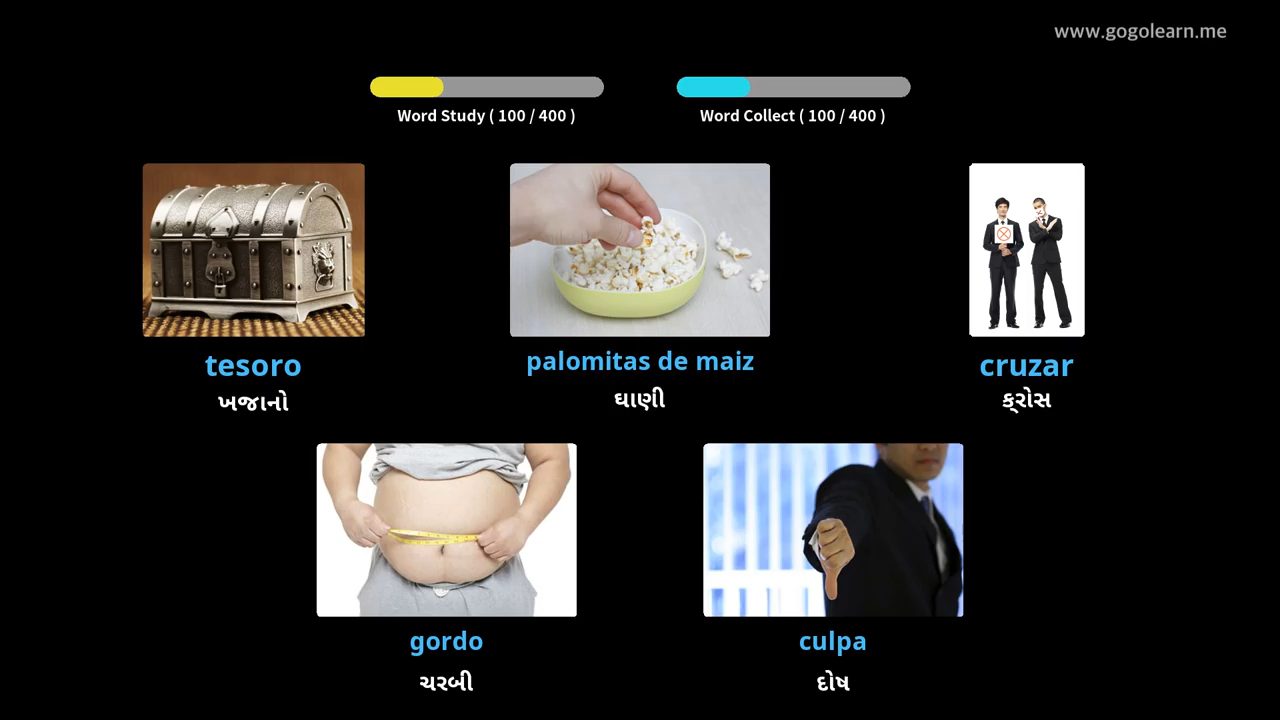 www.gogolearn.me
Word Study ( 100 / 400 )
Word Collect ( 100 / 400 )
tesoro
ખજાનો
palomitas de maiz
ઘાણી
cruzar
ક્રોસ
gordo
ચરબી
culpa
દોષ